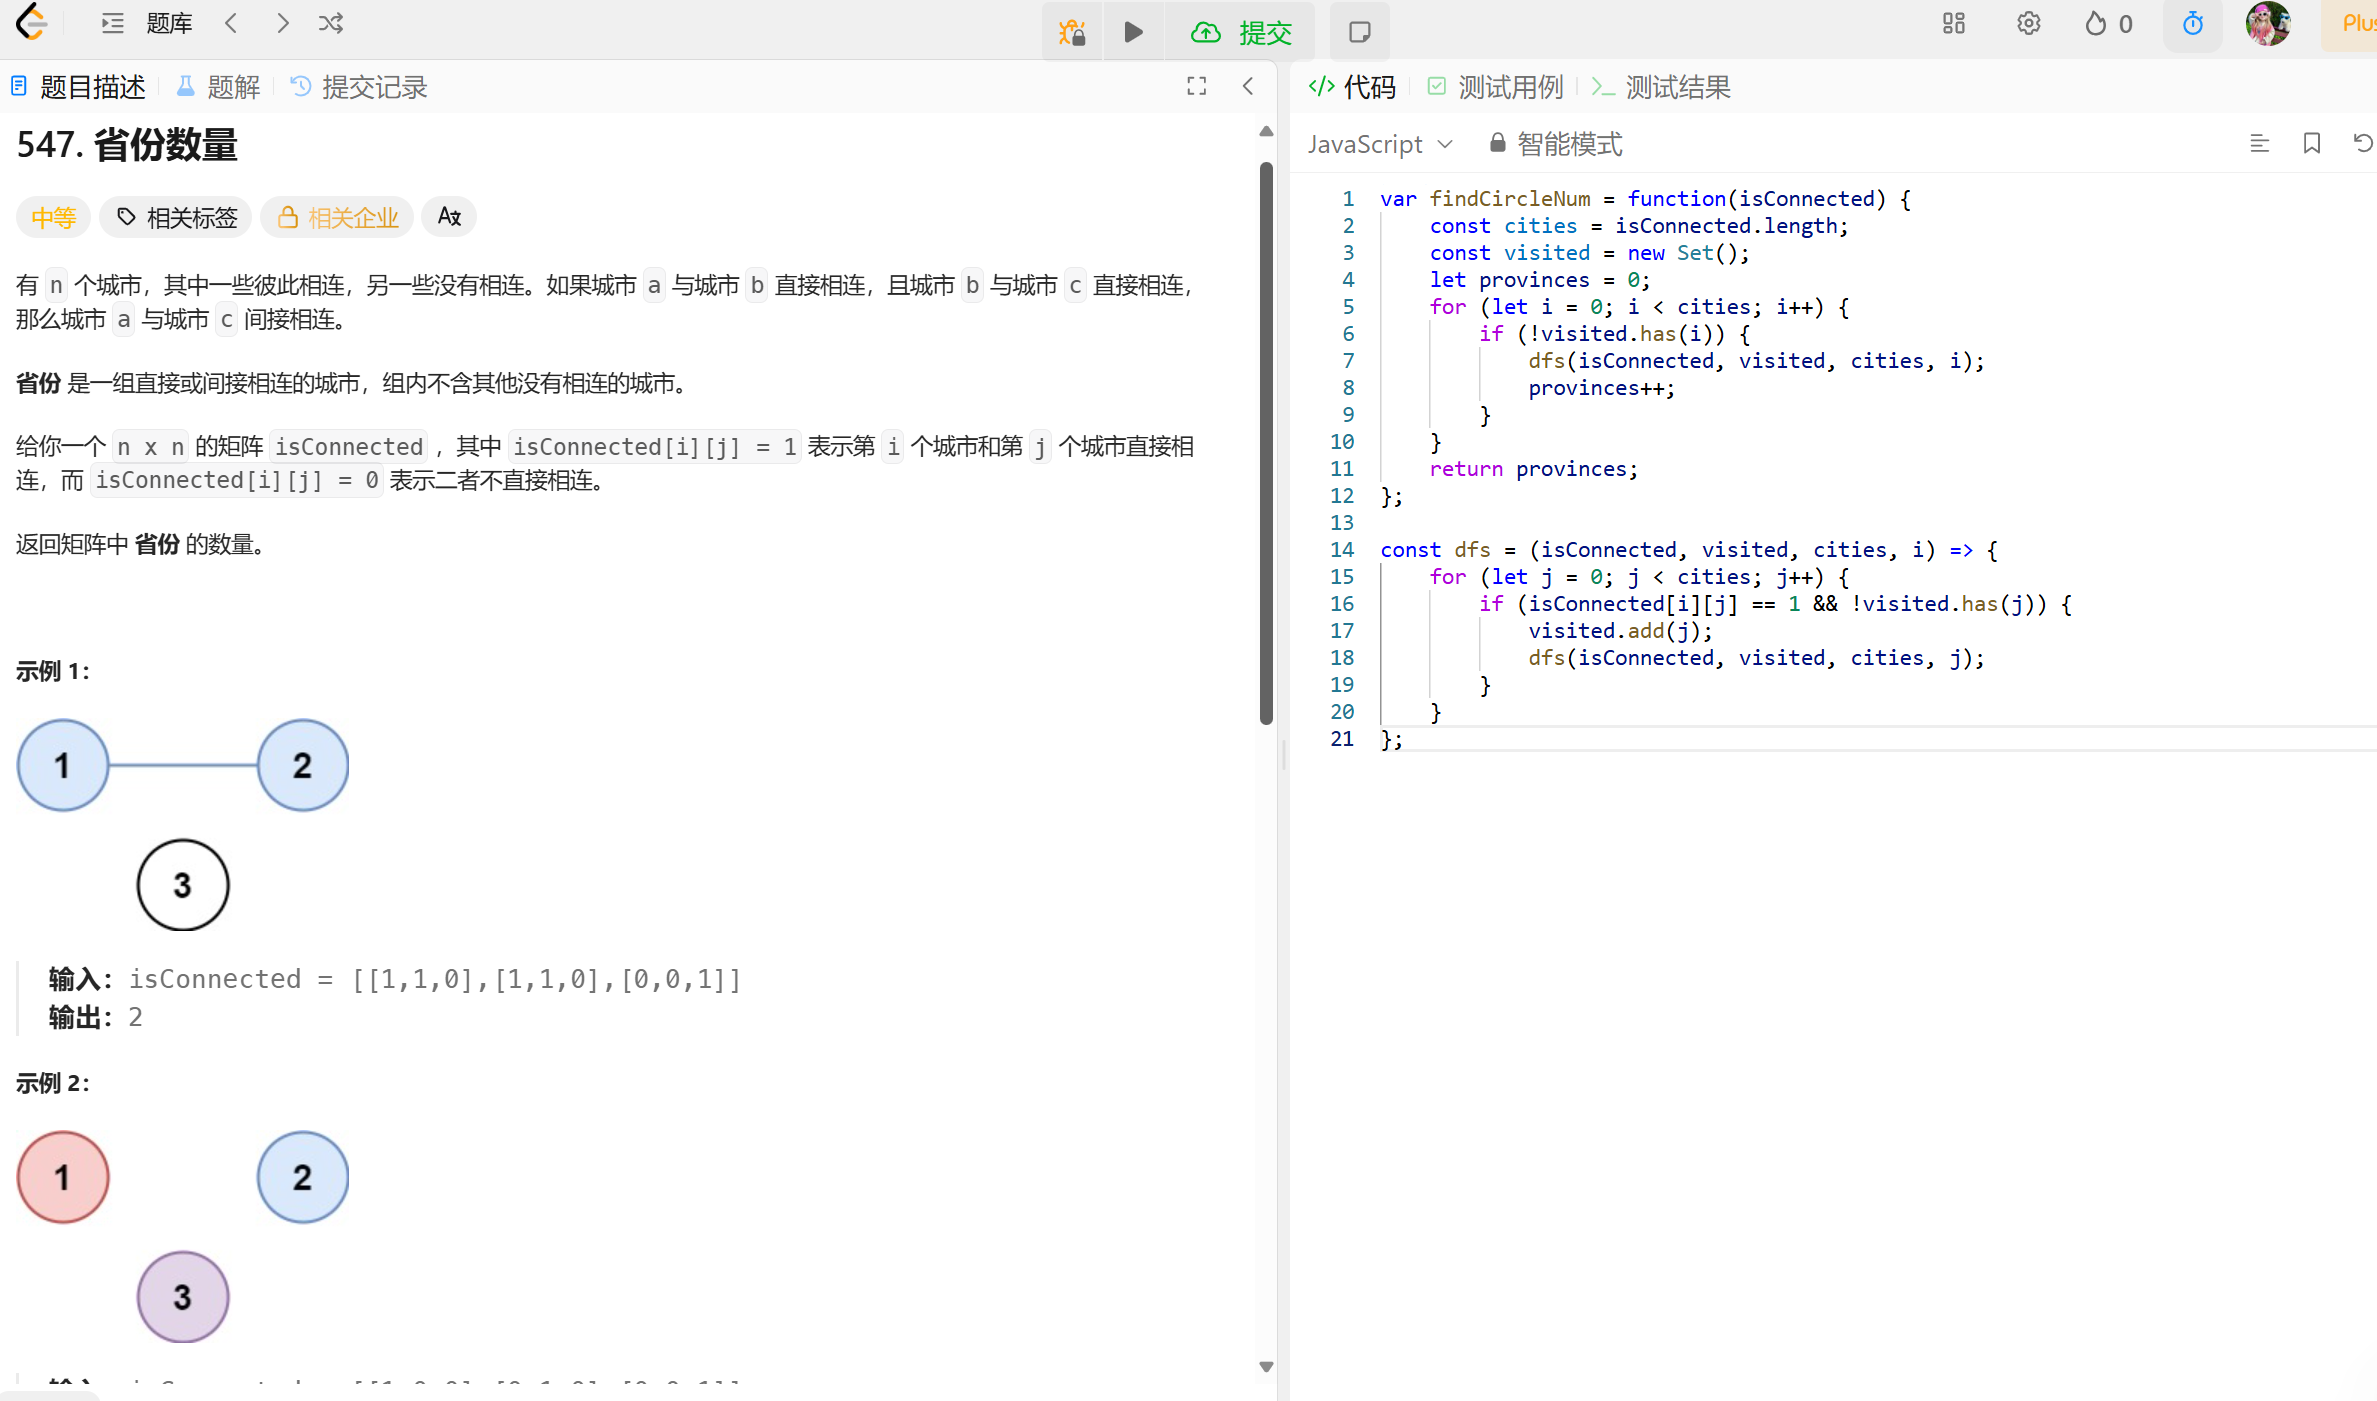 题库
提交
0
Plus
题目描述 题解 提交记录
代码 测试用例 测试结果
547. 省份数量
中等 相关标签 相关企业
有 n 个城市，其中一些彼此相连，另一些没有相连。如果城市 a 与城市 b 直接相连，且城市 b 与城市 c 直接相连，
那么城市 a 与城市 c 间接相连。
省份 是一组直接或间接相连的城市，组内不含其他没有相连的城市。
给你一个 n x n 的矩阵 isConnected ，其中 isConnected[i][j] = 1 表示第 i 个城市和第 j 个城市直接相
连，而 isConnected[i][j] = 0 表示二者不直接相连。
返回矩阵中 省份 的数量。
示例 1：
1
2
3
输入：isConnected = [[1,1,0],[1,1,0],[0,0,1]]
输出：2
示例 2：
1
2
3
JavaScript 智能模式
1 var findCircleNum = function(isConnected) {
2     const cities = isConnected.length;
3     const visited = new Set();
4     let provinces = 0;
5     for (let i = 0; i < cities; i++) {
6         if (!visited.has(i)) {
7             dfs(isConnected, visited, cities, i);
8             provinces++;
9         }
10     }
11     return provinces;
12 };
13
14 const dfs = (isConnected, visited, cities, i) => {
15     for (let j = 0; j < cities; j++) {
16         if (isConnected[i][j] == 1 && !visited.has(j)) {
17             visited.add(j);
18             dfs(isConnected, visited, cities, j);
19         }
20     }
21 };